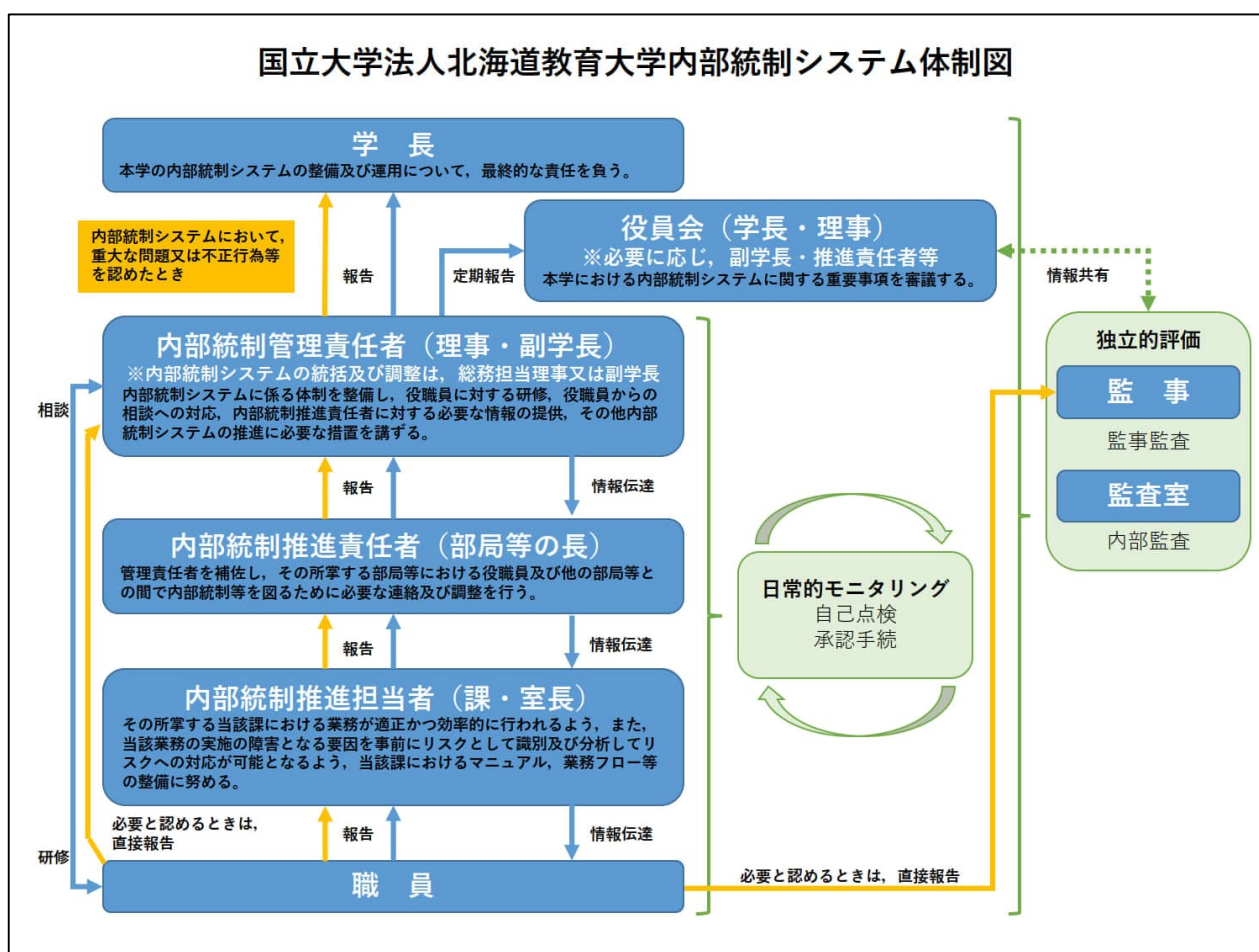 国立大学法人北海道教育大学内部統制システム体制図
学　長
本学の内部統制システムの整備及び運用について，最終的な責任を負う。
内部統制システムにおいて，
重大な問題又は不正行為等
を認めたとき
報告
定期報告
役員会（学長・理事）
※必要に応じ，副学長・推進責任者等
本学における内部統制システムに関する重要事項を審議する。
情報共有
内部統制管理責任者（理事・副学長）
※内部統制システムの統括及び調整は，総務担当理事又は副学長
内部統制システムに係る体制を整備し，役職員に対する研修，役職員からの
相談への対応，内部統制推進責任者に対する必要な情報の提供，その他内部
統制システムの推進に必要な措置を講ずる。
相談
報告
情報伝達
内部統制推進責任者（部局等の長）
管理責任者を補佐し，その所掌する部局等における役職員及び他の部局等と
の間で内部統制等を図るために必要な連絡及び調整を行う。
報告
情報伝達
内部統制推進担当者（課・室長）
その所掌する当該課における業務が適正かつ効率的に行われるよう，また，
当該業務の実施の障害となる要因を事前にリスクとして識別及び分析してリ
スクへの対応が可能となるよう，当該課におけるマニュアル，業務フロー等
の整備に努める。
必要と認めるときは，
直接報告
報告
情報伝達
研修
職　員
必要と認めるときは，直接報告
日常的モニタリング
自己点検
承認手続
独立的評価
監　事
監事監査
監査室
内部監査